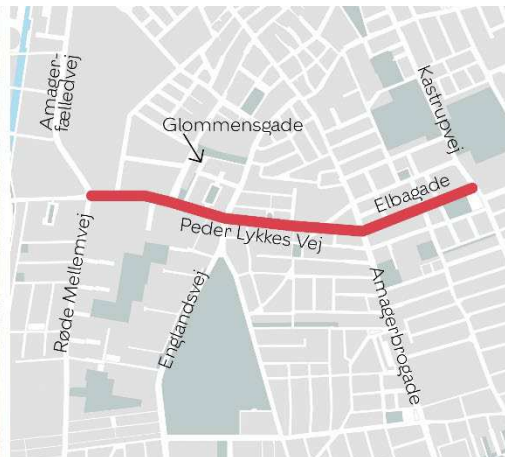 Amager-
fælledvej
Kastrupvej
Glommensgade
Elbagade
Peder Lykkes Vej
Røde Mellemvej
Englandsvej
Amagerbrogade